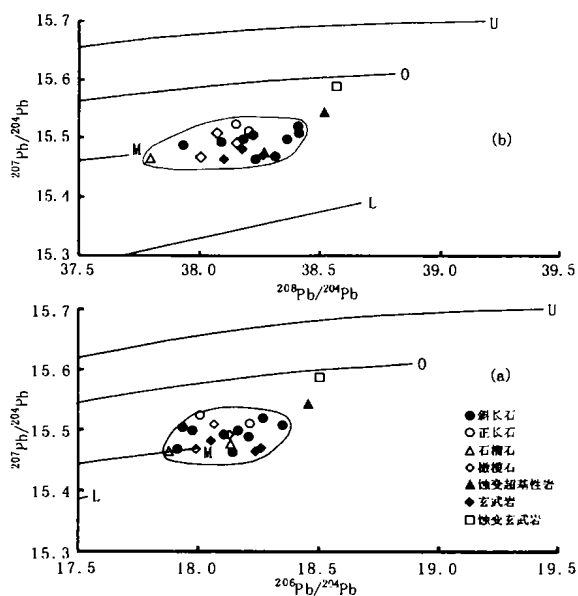 15.7
15.6
15.5
15.4
15.3
²⁰⁷Pb/²⁰⁴Pb
U
O
M
L
(b)
37.5 38.0 38.5 39.0 39.5
²⁰⁸Pb/²⁰⁴Pb
15.7
15.6
15.5
15.4
15.3
²⁰⁷Pb/²⁰⁴Pb
U
O
M
L
(a)
斜长石
正长石
石榴石
橄榄石
蚀变超基性岩
玄武岩
蚀变玄武岩
17.5 18.0 18.5 19.0 19.5
²⁰⁶Pb/²⁰⁴Pb